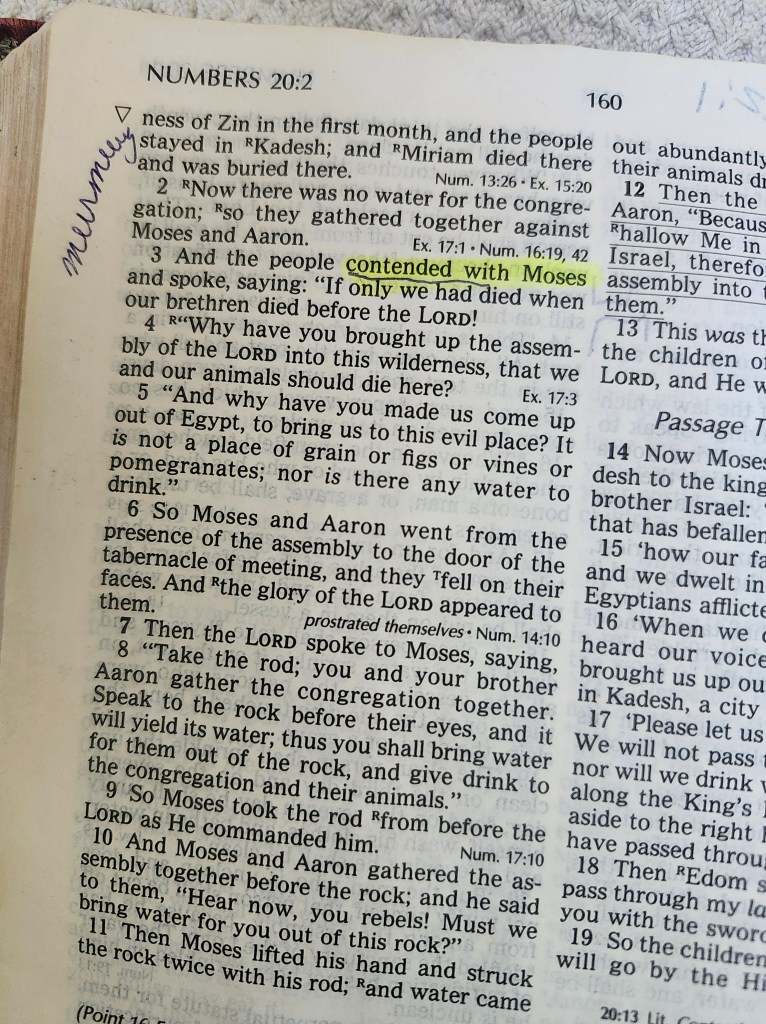 NUMBERS 20:2
160
ness of Zin in the first month, and the people
stayed in ᴿKadesh; and ᴿMiriam died there
and was buried there.
Num. 13:26 • Ex. 15:20
2 ᴿNow there was no water for the congre-
gation; ᴿso they gathered together against
Moses and Aaron.
Ex. 17:1 • Num. 16:19, 42
3 And the people contended with Moses
and spoke, saying: “If only we had died when
our brethren died before the LORD!
4 ᴿ“Why have you brought up the assem-
bly of the LORD into this wilderness, that we
and our animals should die here?
Ex. 17:3
5 “And why have you made us come up
out of Egypt, to bring us to this evil place? It
is not a place of grain or figs or vines or
pomegranates; nor is there any water to
drink.”
6 So Moses and Aaron went from the
presence of the assembly to the door of the
tabernacle of meeting, and they ᵀfell on their
faces. And ᴿthe glory of the LORD appeared to
them.
prostrated themselves • Num. 14:10
7 Then the LORD spoke to Moses, saying,
8 “Take the rod; you and your brother
Aaron gather the congregation together.
Speak to the rock before their eyes, and it
will yield its water; thus you shall bring water
for them out of the rock, and give drink to
the congregation and their animals.”
9 So Moses took the rod ᴿfrom before the
LORD as He commanded him.
Num. 17:10
10 And Moses and Aaron gathered the as-
sembly together before the rock; and he said
to them, “Hear now, you rebels! Must we
bring water for you out of this rock?”
11 Then Moses lifted his hand and struck
the rock twice with his rod; ᴿand water came
(Point
out abundantly
their animals
12 Then the
Aaron, “Becaus
ᴿhallow Me in
Israel, therefo
assembly into
them.”
13 This was th
the children o
LORD, and He w
Passage T
14 Now Moses
desh to the king
brother Israel:
that has befallen
15 ‘how our fa
and we dwelt in
Egyptians afflicte
16 ‘When we
heard our voice
brought us up ou
in Kadesh, a city
17 ‘Please let us
We will not pass
nor will we drink
along the King's
aside to the right
have passed throu
18 Then ᴿEdom s
pass through my la
you with the sword
19 So the children
will go by the Hi
20:13 Lit.